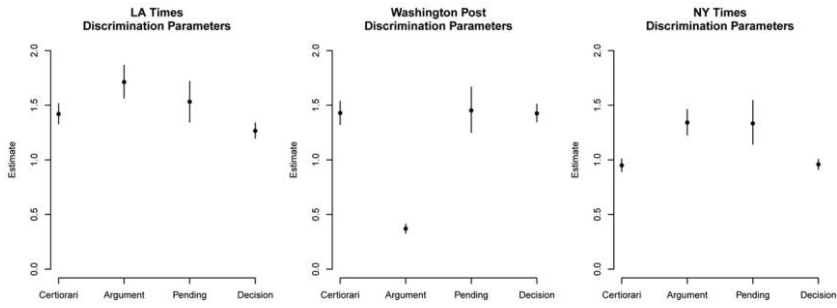 LA Times
Discrimination Parameters
Estimate
2.0
1.5
1.0
0.5
0.0
Certiorari Argument Pending Decision
Washington Post
Discrimination Parameters
Estimate
2.0
1.5
1.0
0.5
0.0
Certiorari Argument Pending Decision
NY Times
Discrimination Parameters
Estimate
2.0
1.5
1.0
0.5
0.0
Certiorari Argument Pending Decision